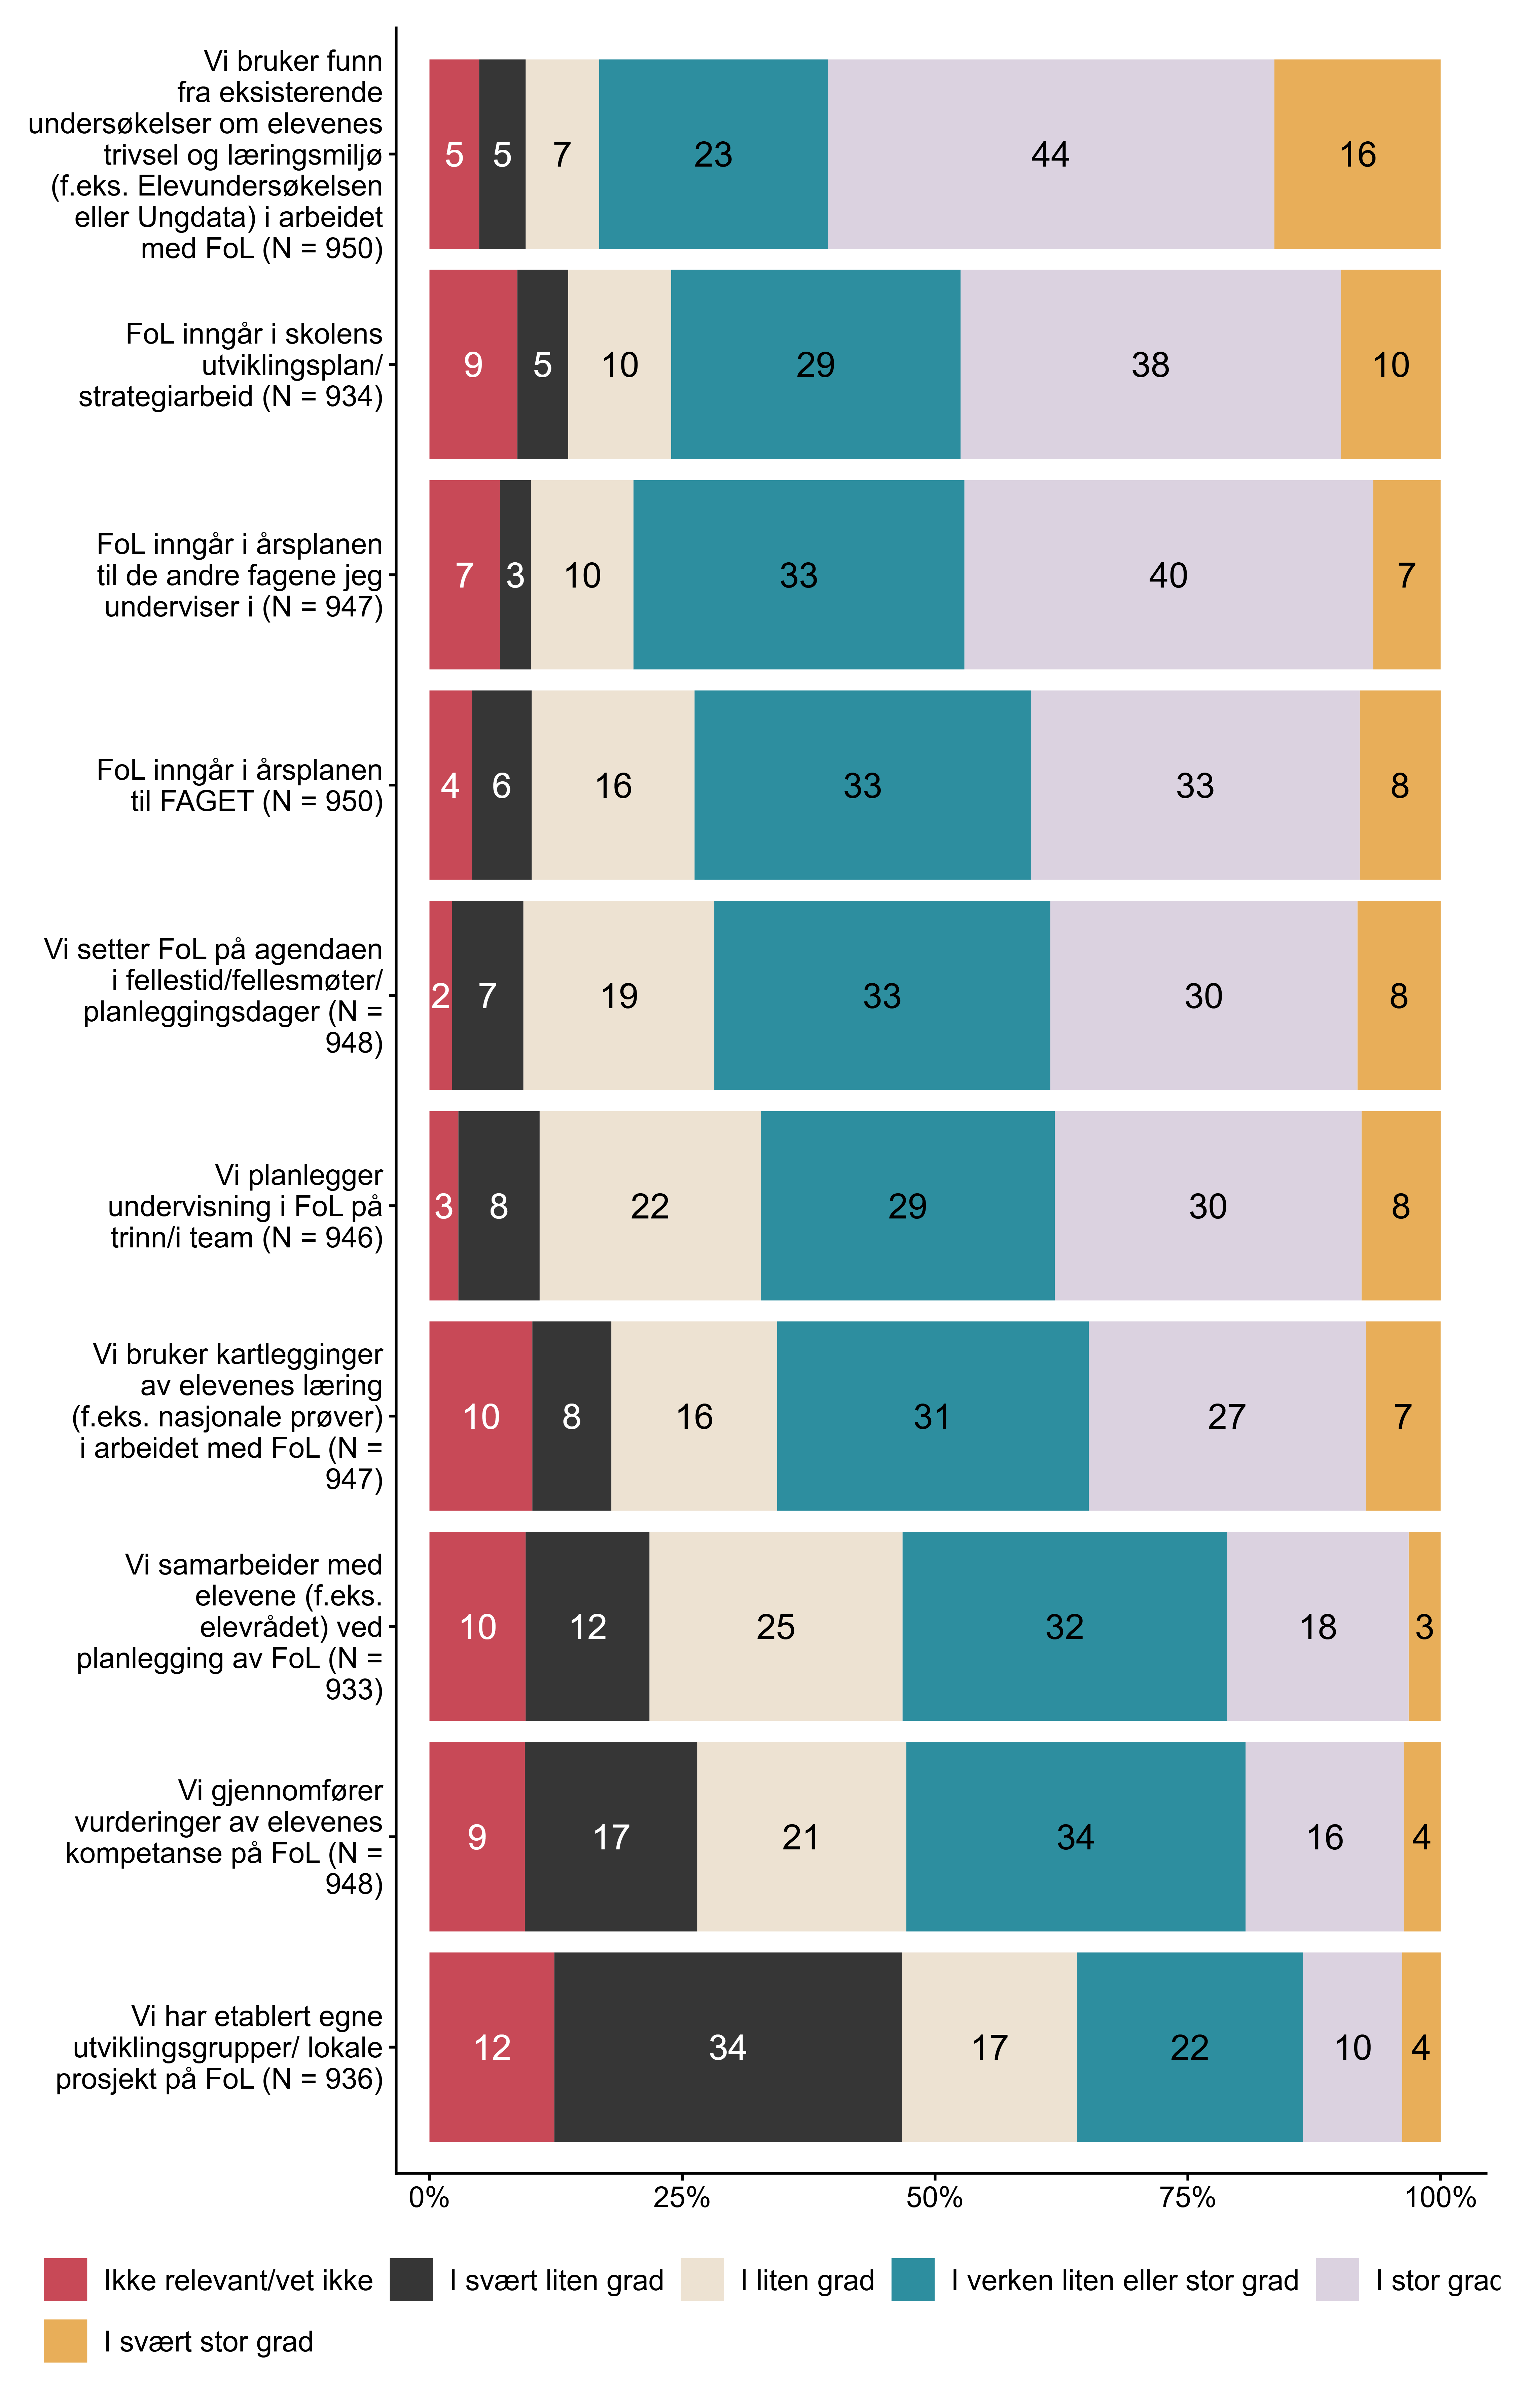 Vi bruker funn
fra eksisterende
undersøkelser om elevenes
trivsel og læringsmiljø
(f.eks. Elevundersøkelsen
eller Ungdata) i arbeidet
med FoL (N = 950)
5 5 7 23 44 16
FoL inngår i skolens
utviklingsplan/
strategiarbeid (N = 934)
9 5 10 29 38 10
FoL inngår i årsplanen
til de andre fagene jeg
underviser i (N = 947)
7 3 10 33 40 7
FoL inngår i årsplanen
til FAGET (N = 950)
4 6 16 33 33 8
Vi setter FoL på agendaen
i fellestid/fellesmøter/
planleggingsdager (N =
948)
2 7 19 33 30 8
Vi planlegger
undervisning i FoL på
trinn/i team (N = 946)
3 8 22 29 30 8
Vi bruker kartlegginger
av elevenes læring
(f.eks. nasjonale prøver)
i arbeidet med FoL (N =
947)
10 8 16 31 27 7
Vi samarbeider med
elevene (f.eks.
elevrådet) ved
planlegging av FoL (N =
933)
10 12 25 32 18 3
Vi gjennomfører
vurderinger av elevenes
kompetanse på FoL (N =
948)
9 17 21 34 16 4
Vi har etablert egne
utviklingsgrupper/ lokale
prosjekt på FoL (N = 936)
12 34 17 22 10 4
0% 25% 50% 75% 100%
Ikke relevant/vet ikke I svært liten grad I liten grad I verken liten eller stor grad I stor grad
I svært stor grad